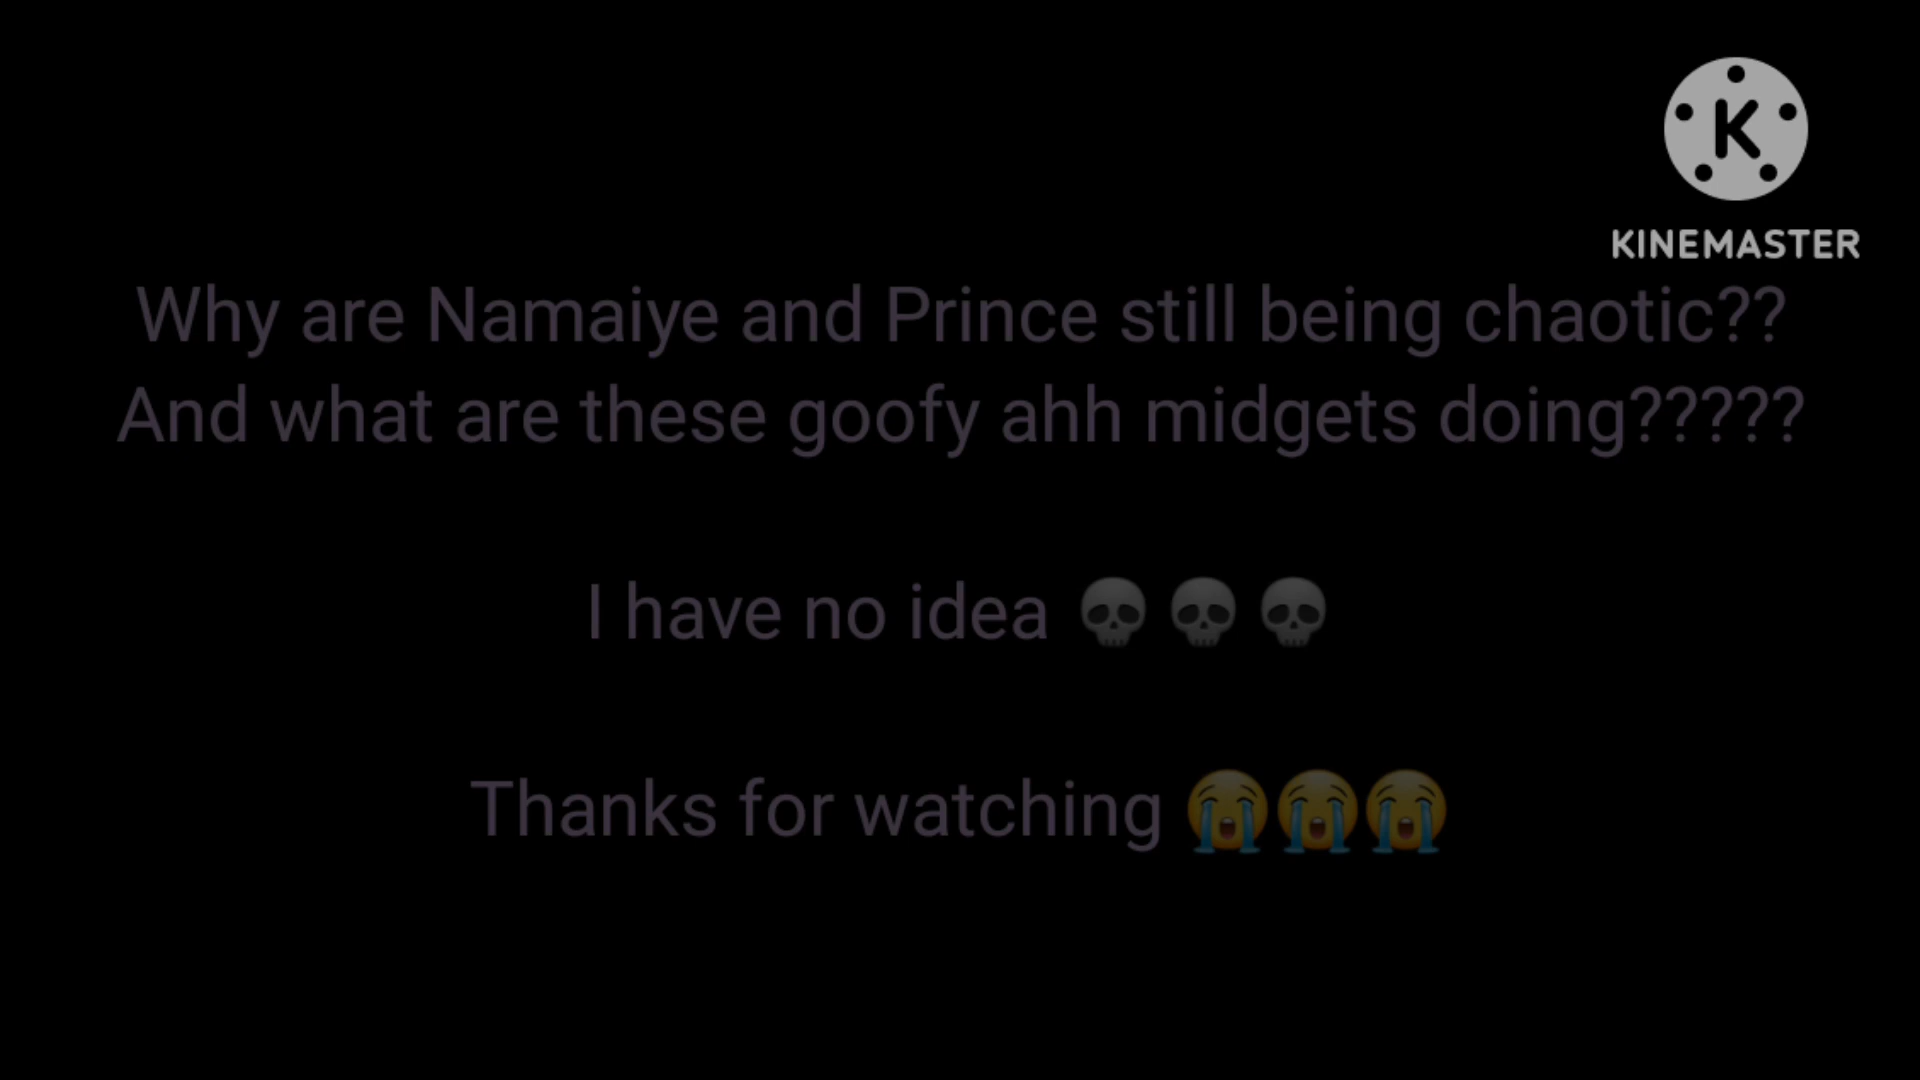 K
KINEMASTER
Why are Namaiye and Prince still being chaotic??
And what are these goofy ahh midgets doing?????
I have no idea 💀💀💀
Thanks for watching 😭😭😭